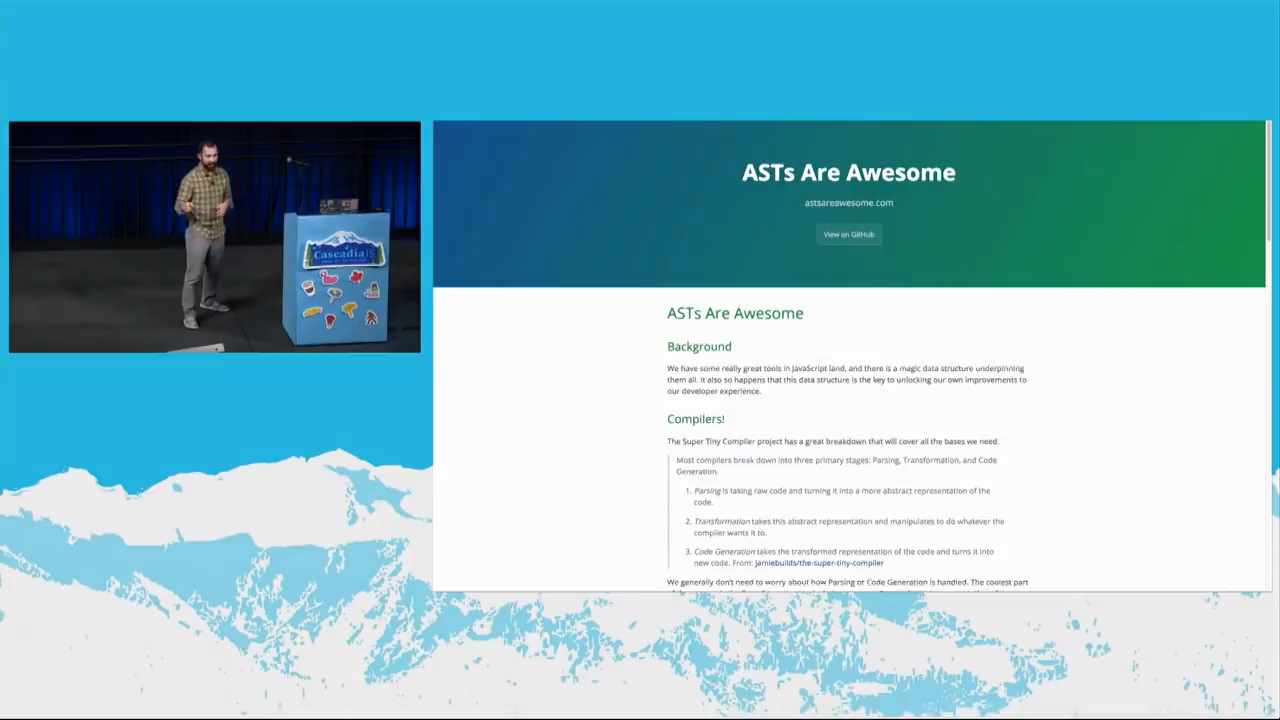 CascadiaJS
ASTs Are Awesome
astsareawesome.com
View on GitHub
ASTs Are Awesome
Background
We have some really great tools in JavaScript land, and there is a magic data structure underpinning
them all. It also so happens that this data structure is the key to unlocking our own improvements to
our developer experience.
Compilers!
The Super Tiny Compiler project has a great breakdown that will cover all the bases we need.
Most compilers break down into three primary stages: Parsing, Transformation, and Code
Generation
1. Parsing is taking raw code and turning it into a more abstract representation of the
code.
2. Transformation takes this abstract representation and manipulates to do whatever the
compiler wants it to.
3. Code Generation takes the transformed representation of the code and turns it into
new code. From: jamiebuilds/the-super-tiny-compiler
We generally don't need to worry about how Parsing or Code Generation is handled. The coolest part